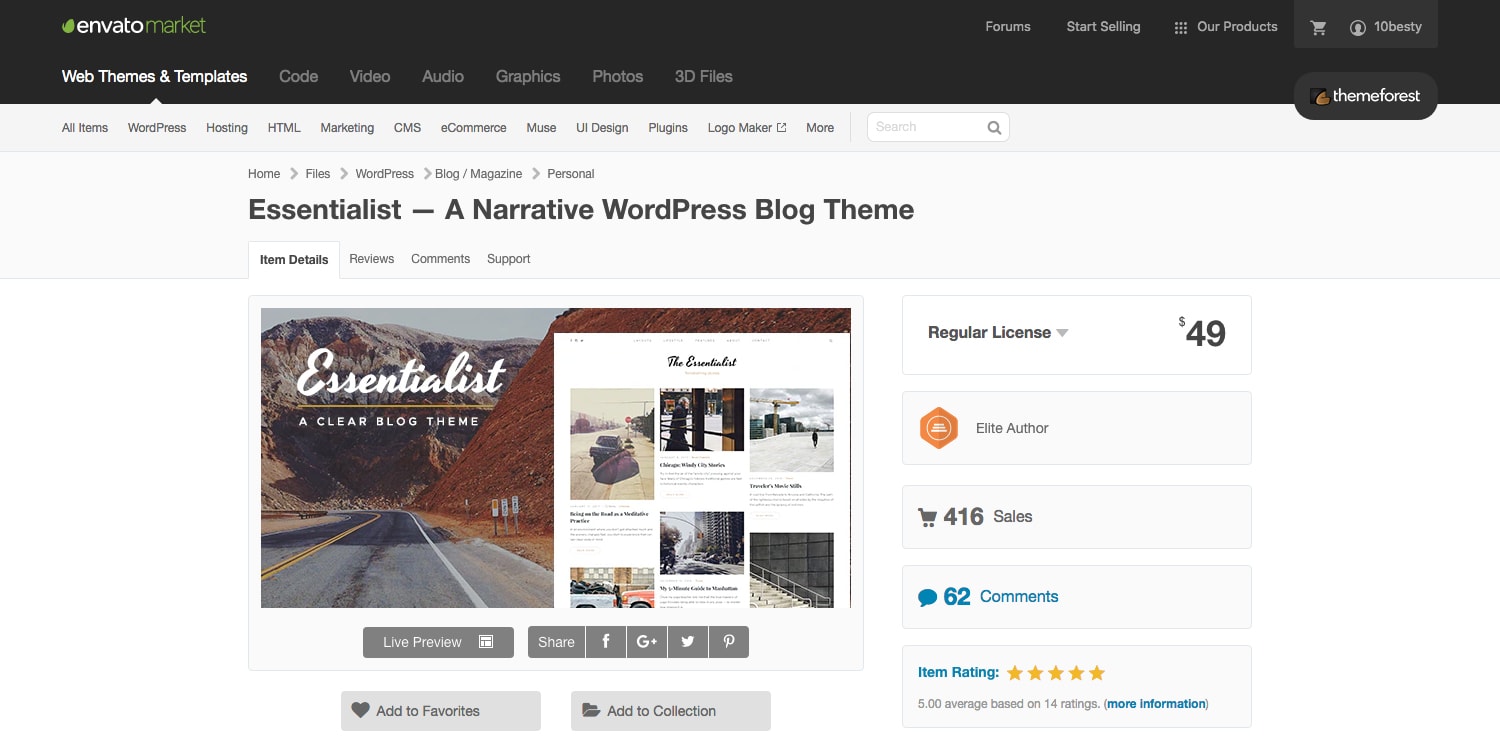 envato market
Forums
Start Selling
Our Products
10besty
Web Themes & Templates
Code
Video
Audio
Graphics
Photos
3D Files
themeforest
All Items
WordPress
Hosting
HTML
Marketing
CMS
eCommerce
Muse
UI Design
Plugins
Logo Maker
More
Search
Home
Files
WordPress
Blog / Magazine
Personal
Essentialist — A Narrative WordPress Blog Theme
Item Details
Reviews
Comments
Support
Essentialist
A CLEAR BLOG THEME
The Essentialist
Chicago: Windy City Stories
Traveler's Movie Stills
Being on the Road as a Meditative
Practice
My 5-Minute Guide to Manhattan
Live Preview
Share
f
G+
Add to Favorites
Add to Collection
Regular License
$49
Elite Author
416 Sales
62 Comments
Item Rating:
5.00 average based on 14 ratings. (more information)